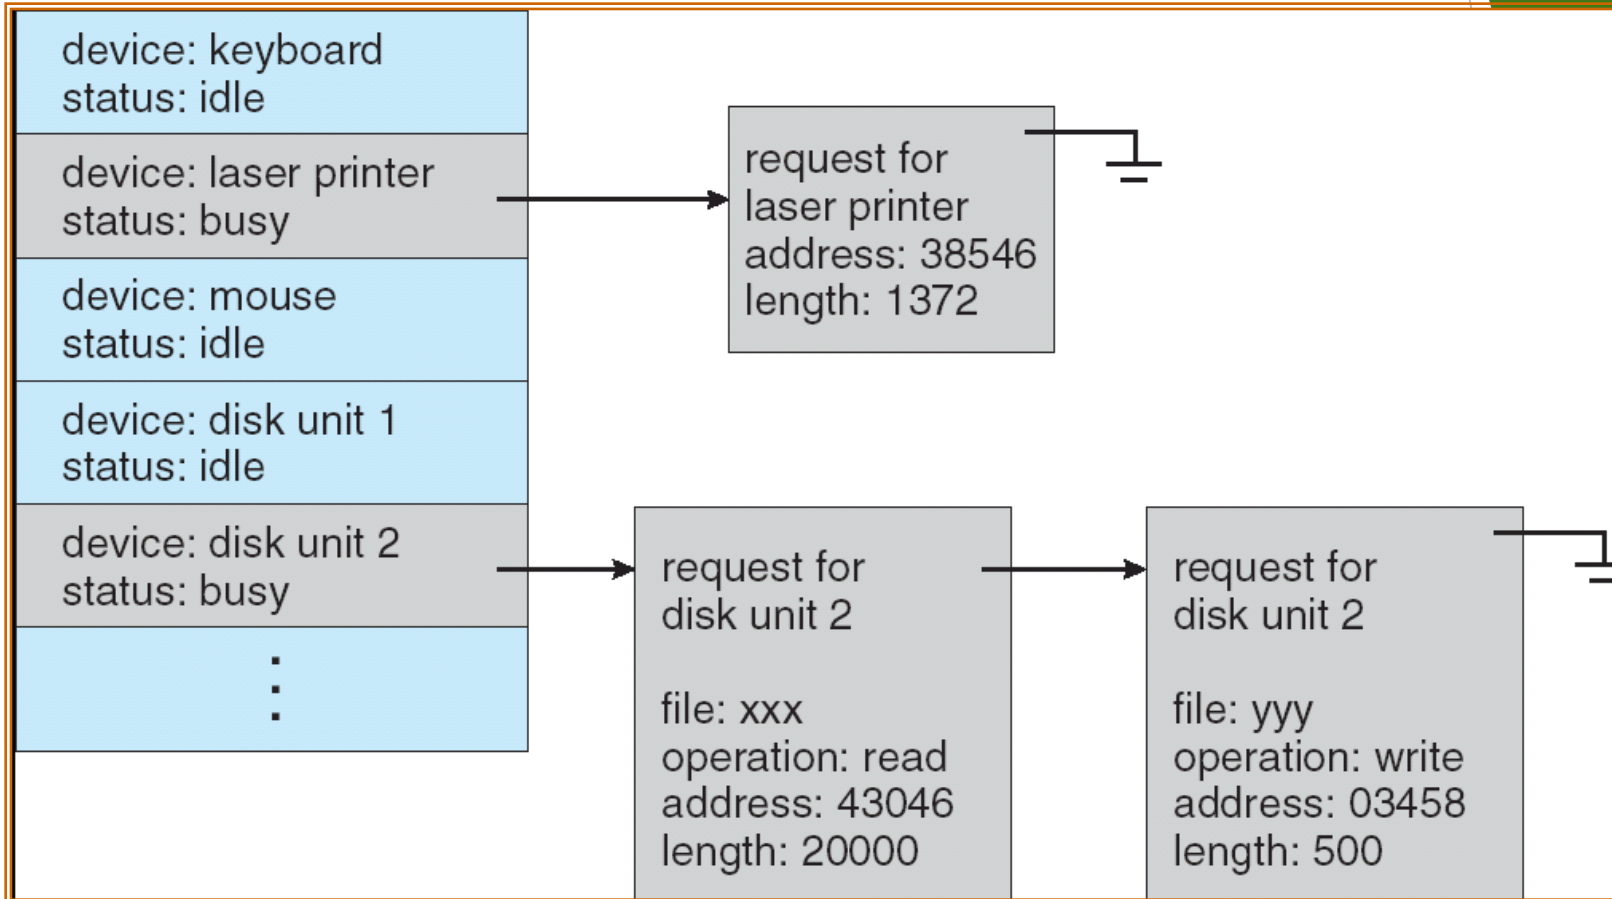 device: keyboard
status: idle
device: laser printer
status: busy
device: mouse
status: idle
device: disk unit 1
status: idle
device: disk unit 2
status: busy
request for
laser printer
address: 38546
length: 1372
request for
disk unit 2
file: xxx
operation: read
address: 43046
length: 20000
request for
disk unit 2
file: yyy
operation: write
address: 03458
length: 500